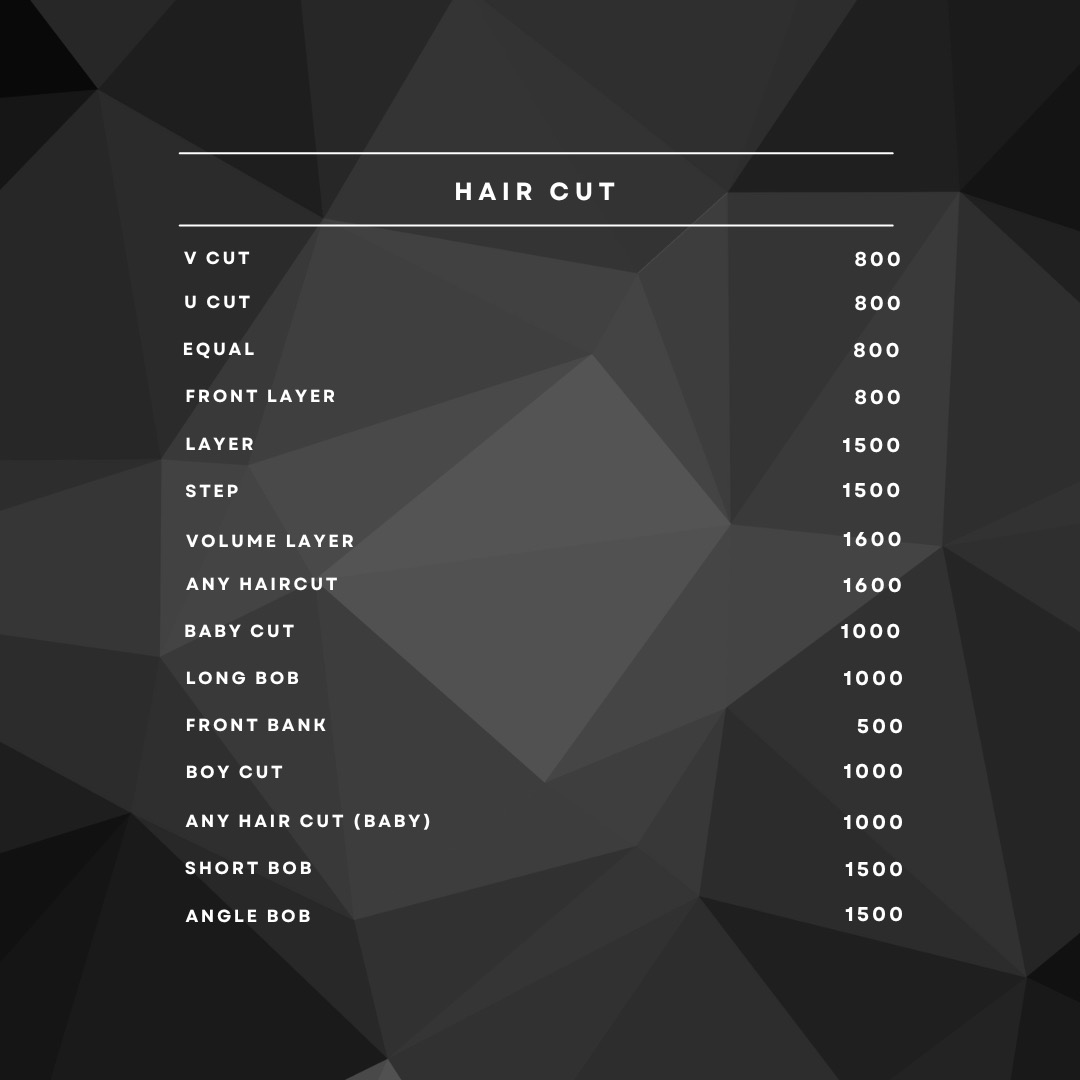 HAIR CUT
V CUT 800
U CUT 800
EQUAL 800
FRONT LAYER 800
LAYER 1500
STEP 1500
VOLUME LAYER 1600
ANY HAIRCUT 1600
BABY CUT 1000
LONG BOB 1000
FRONT BANK 500
BOY CUT 1000
ANY HAIR CUT (BABY) 1000
SHORT BOB 1500
ANGLE BOB 1500